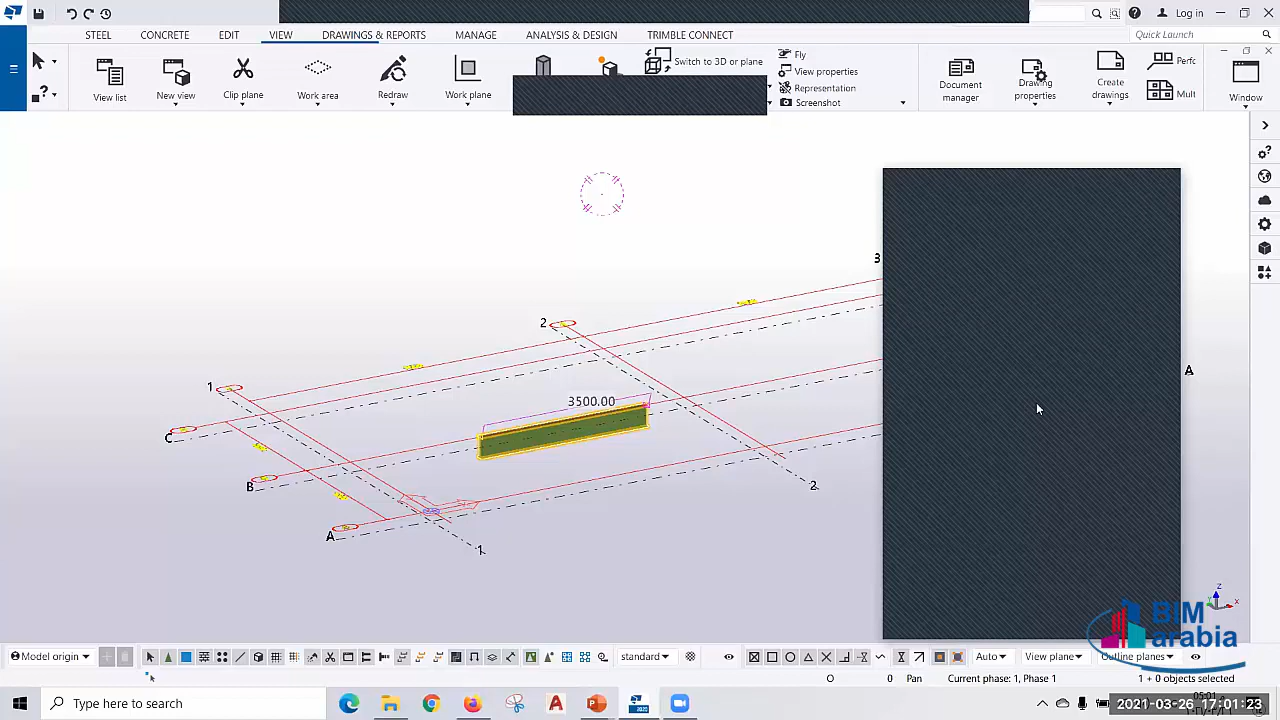 Log in
STEEL CONCRETE EDIT VIEW DRAWINGS & REPORTS MANAGE ANALYSIS & DESIGN TRIMBLE CONNECT Quick Launch
Switch to 3D or plane
Fly
View properties
Representation
Screenshot
View list New view Clip plane Work area Redraw Work plane
Document manager
Drawing properties
Create drawings
Perfc
Mult
Window
3
2
3500.00
1
C
B
A
A
2
1
z
x
BIM
arabia
Model origin standard Auto View plane Outline planes
O 0 Pan Current phase: 1, Phase 1 1 + 0 objects selected
Type here to search
05:01
2021-03-26 17:01:23